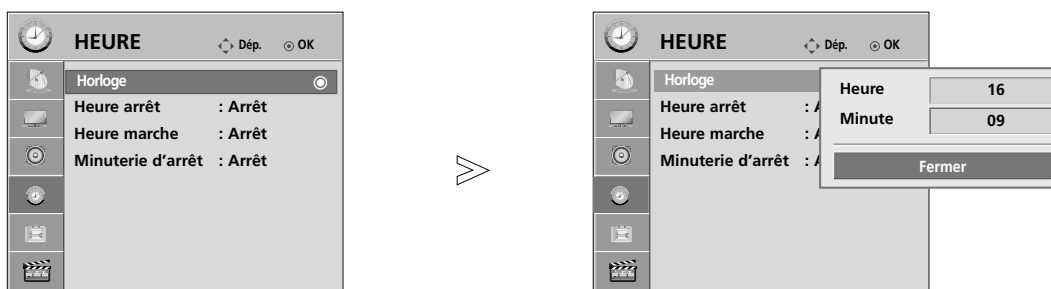 HEURE Dép. OK
Horloge
Heure arrêt : Arrêt
Heure marche : Arrêt
Minuterie d'arrêt : Arrêt
HEURE Dép. OK
Horloge
Heure arrêt : A
Heure marche : A
Minuterie d'arrêt : A
Heure 16
Minute 09
Fermer